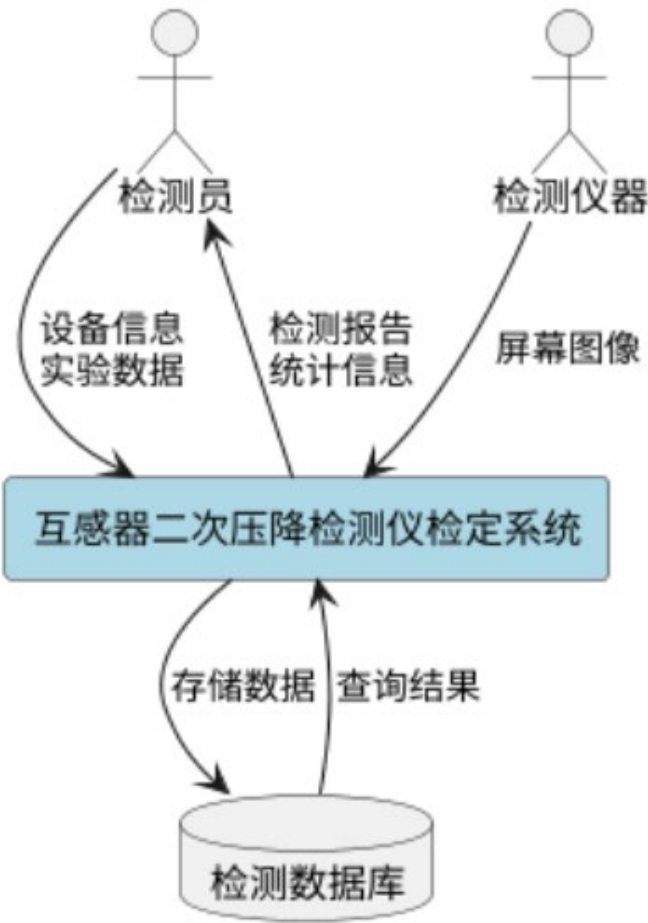 检测员
检测仪器
设备信息
实验数据
检测报告
统计信息
屏幕图像
互感器二次压降检测仪检定系统
存储数据
查询结果
检测数据库